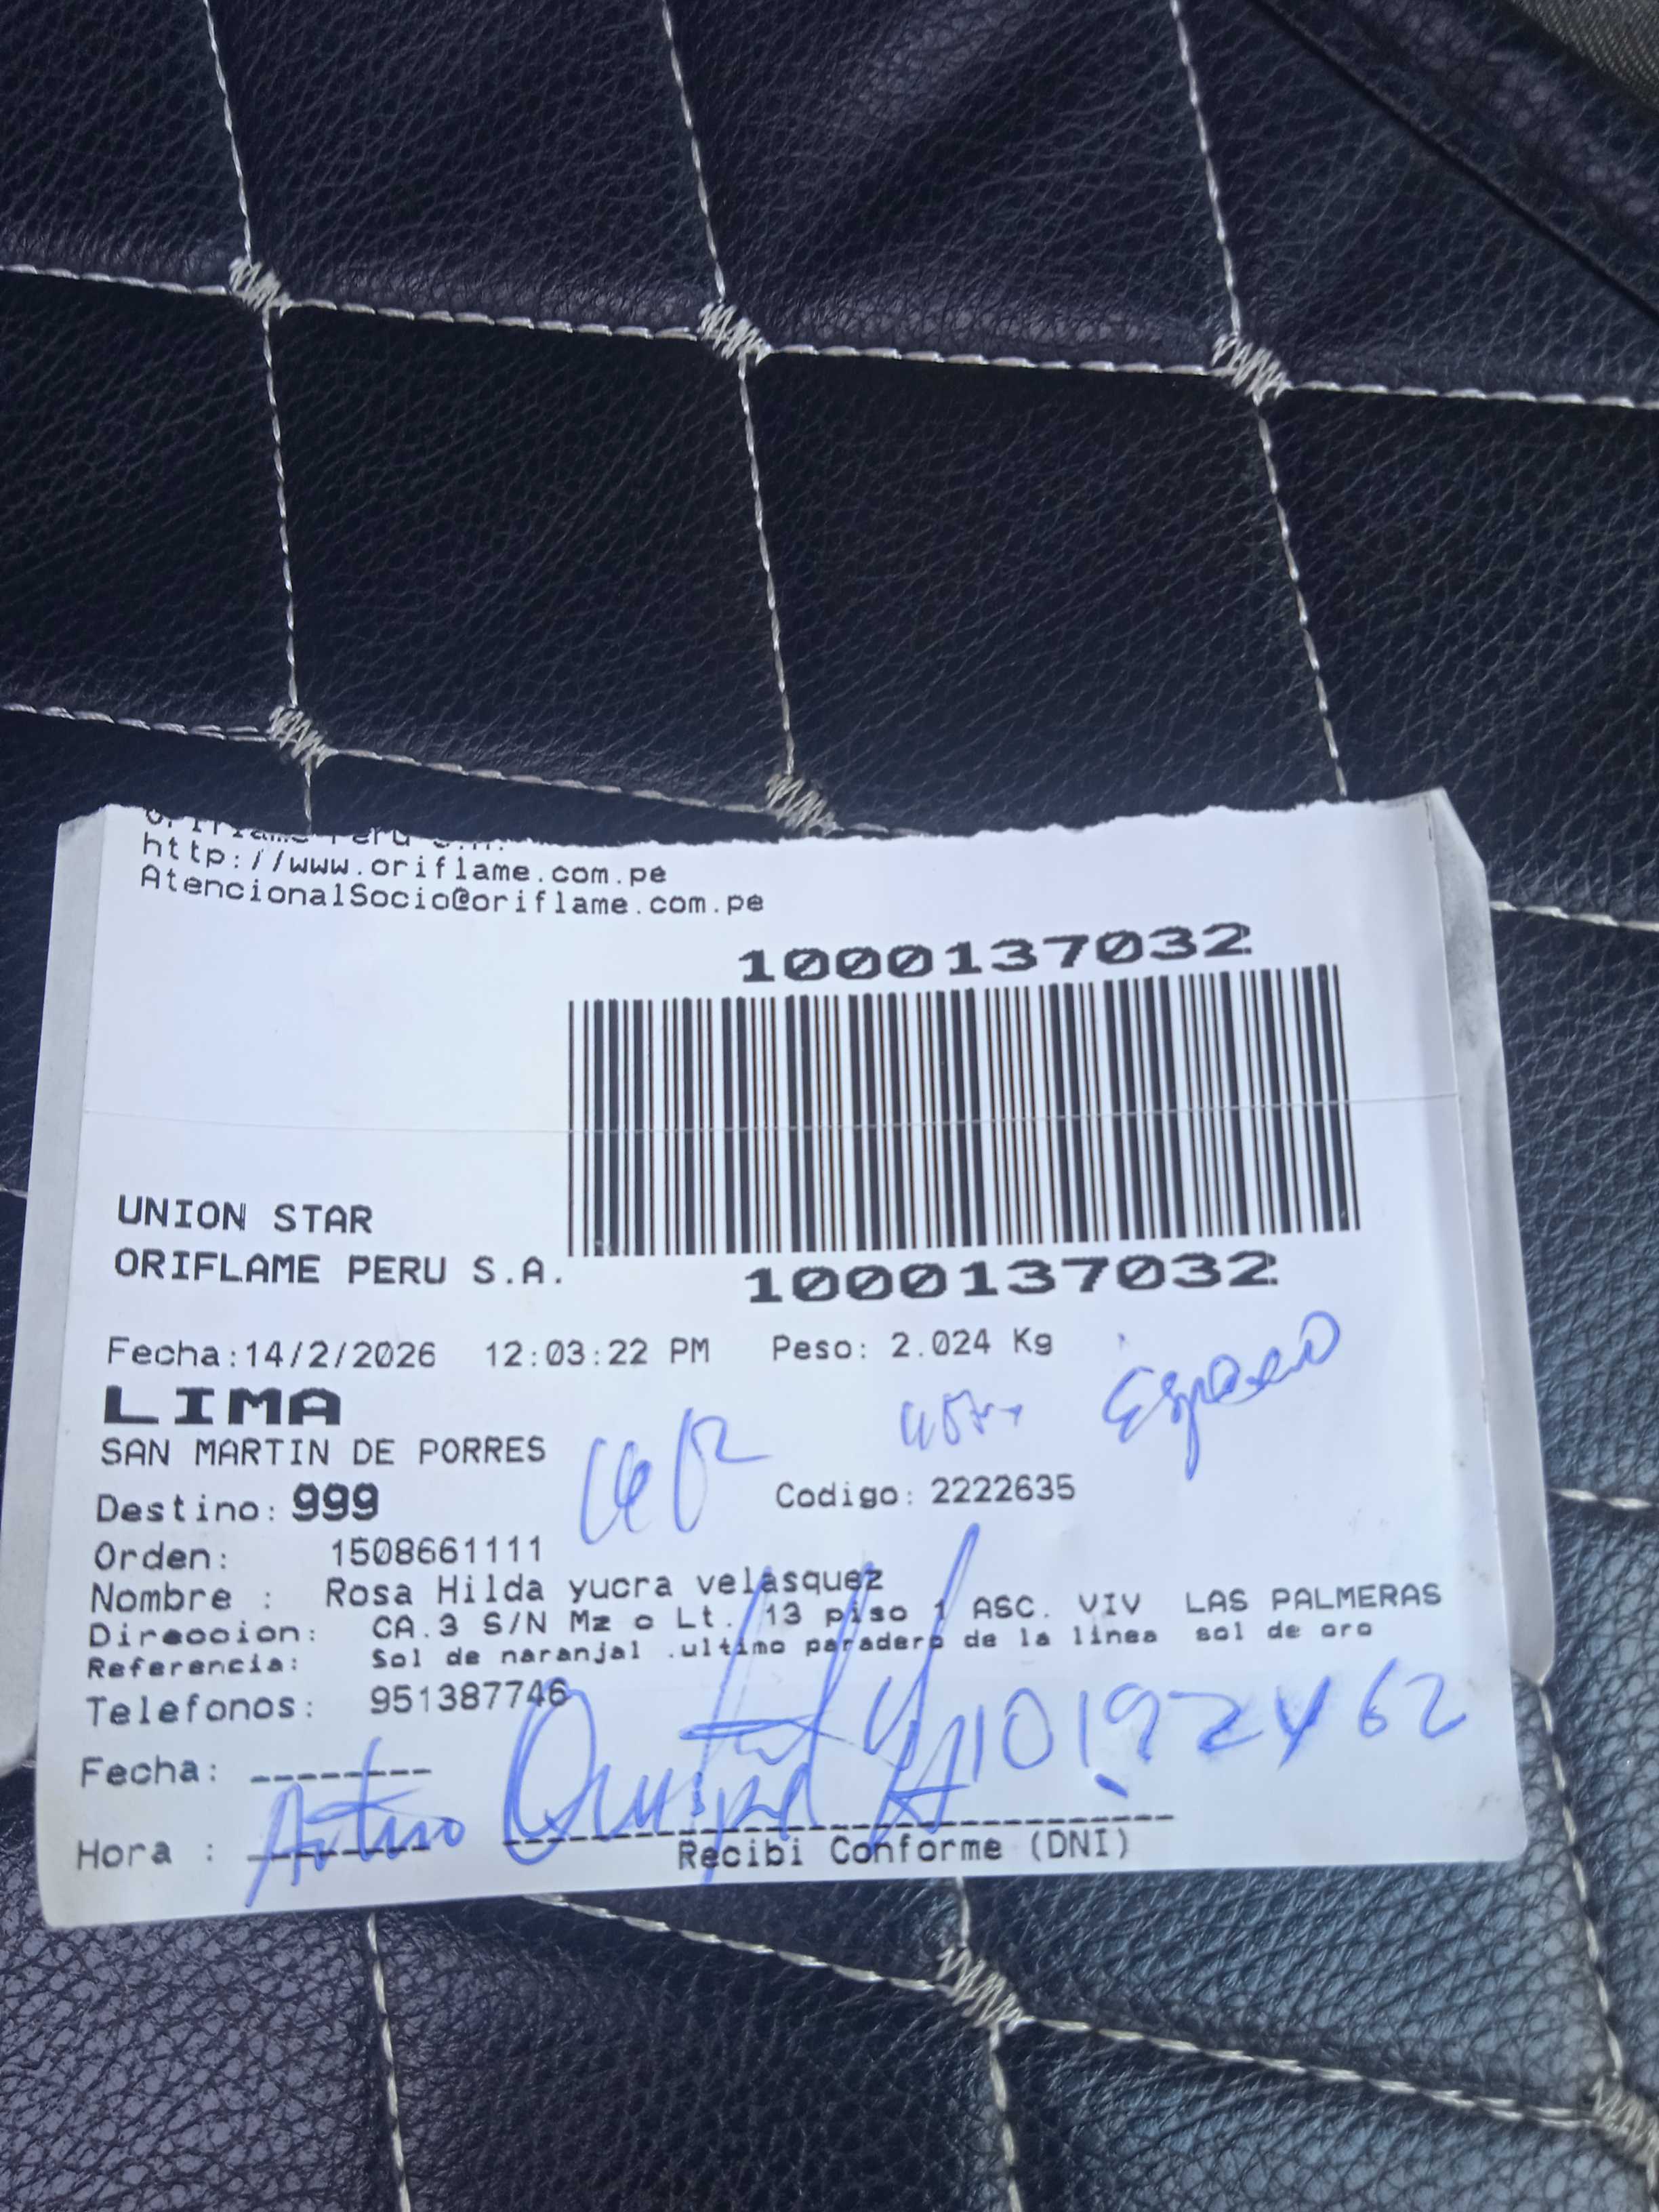 http://www.oriflame.com.pe
AtencionalSocio@oriflame.com.pe
1000137032
UNION STAR
ORIFLAME PERU S.A.
1000137032
Fecha:14/2/2026 12:03:22 PM Peso: 2.024 Kg
Esposo
LIMA
SAN MARTIN DE PORRES
Destino: 999 Codigo: 2222635
Orden: 1508661111
Nombre : Rosa Hilda yucra velasquez
Direccion: CA.3 S/N Mz o Lt. 13 piso 1 ASC. VIV LAS PALMERAS
Referencia: Sol de naranjal .ultimo paradero de la linea sol de oro
Telefonos: 951387746
Fecha: --------
Hora : --------
Arturo
Recibi Conforme (DNI)